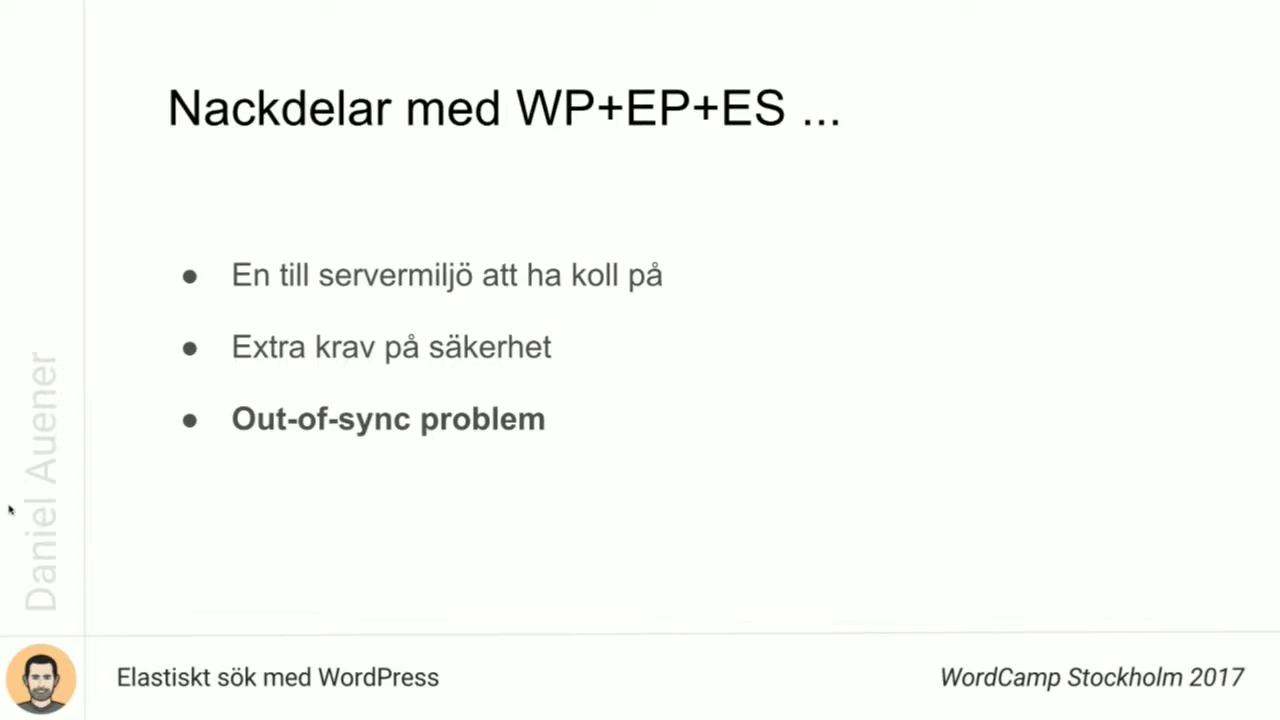 Nackdelar med WP+EP+ES ...
● En till servermiljö att ha koll på
● Extra krav på säkerhet
● Out-of-sync problem
Daniel Auener
Elastiskt sök med WordPress
WordCamp Stockholm 2017